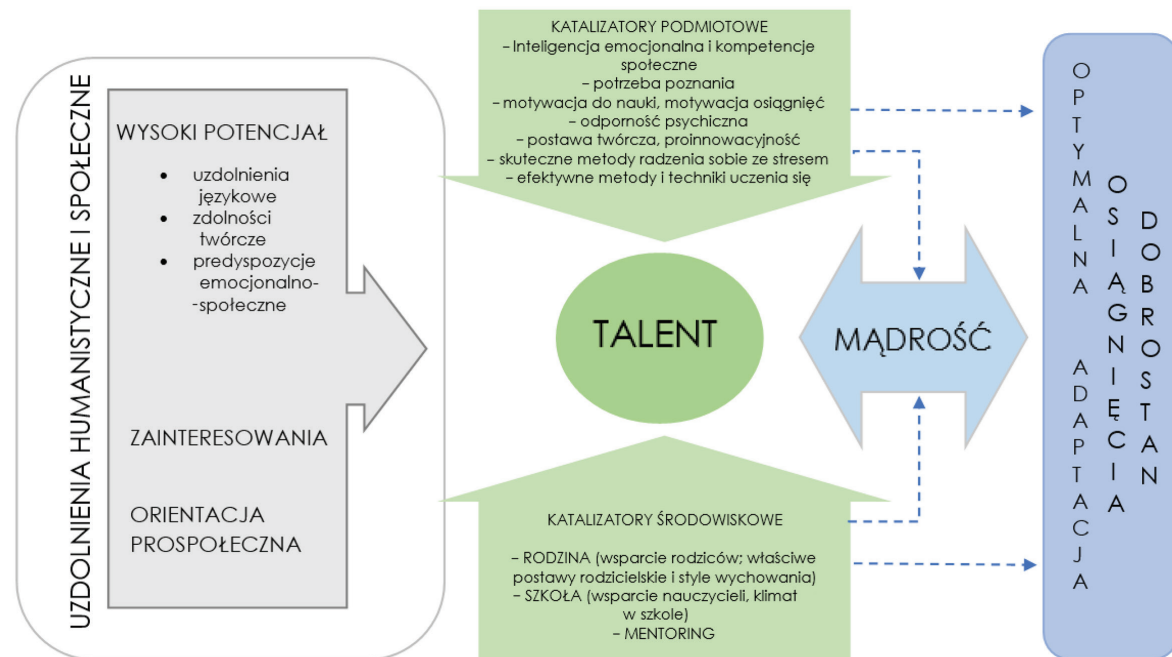 UZDOLNIENIA HUMANISTYCZNE I SPOŁECZNE
WYSOKI POTENCJAŁ
• uzdolnienia
językowe
• zdolności
twórcze
• predyspozycje
emocjonalno-
-społeczne
ZAINTERESOWANIA
ORIENTACJA
PROSPOŁECZNA
KATALIZATORY PODMIOTOWE
– Inteligencja emocjonalna i kompetencje
społeczne
– potrzeba poznania
– motywacja do nauki, motywacja osiągnięć
– odporność psychiczna
– postawa twórcza, proinnowacyjność
– skuteczne metody radzenia sobie ze stresem
– efektywne metody i techniki uczenia się
TALENT
MĄDROŚĆ
KATALIZATORY ŚRODOWISKOWE
– RODZINA (wsparcie rodziców; właściwe
postawy rodzicielskie i style wychowania)
– SZKOŁA (wsparcie nauczycieli, klimat
w szkole)
– MENTORING
OPTYMALNA ADAPTACJA
OSIĄGNIĘCIA
DOBROSTAN